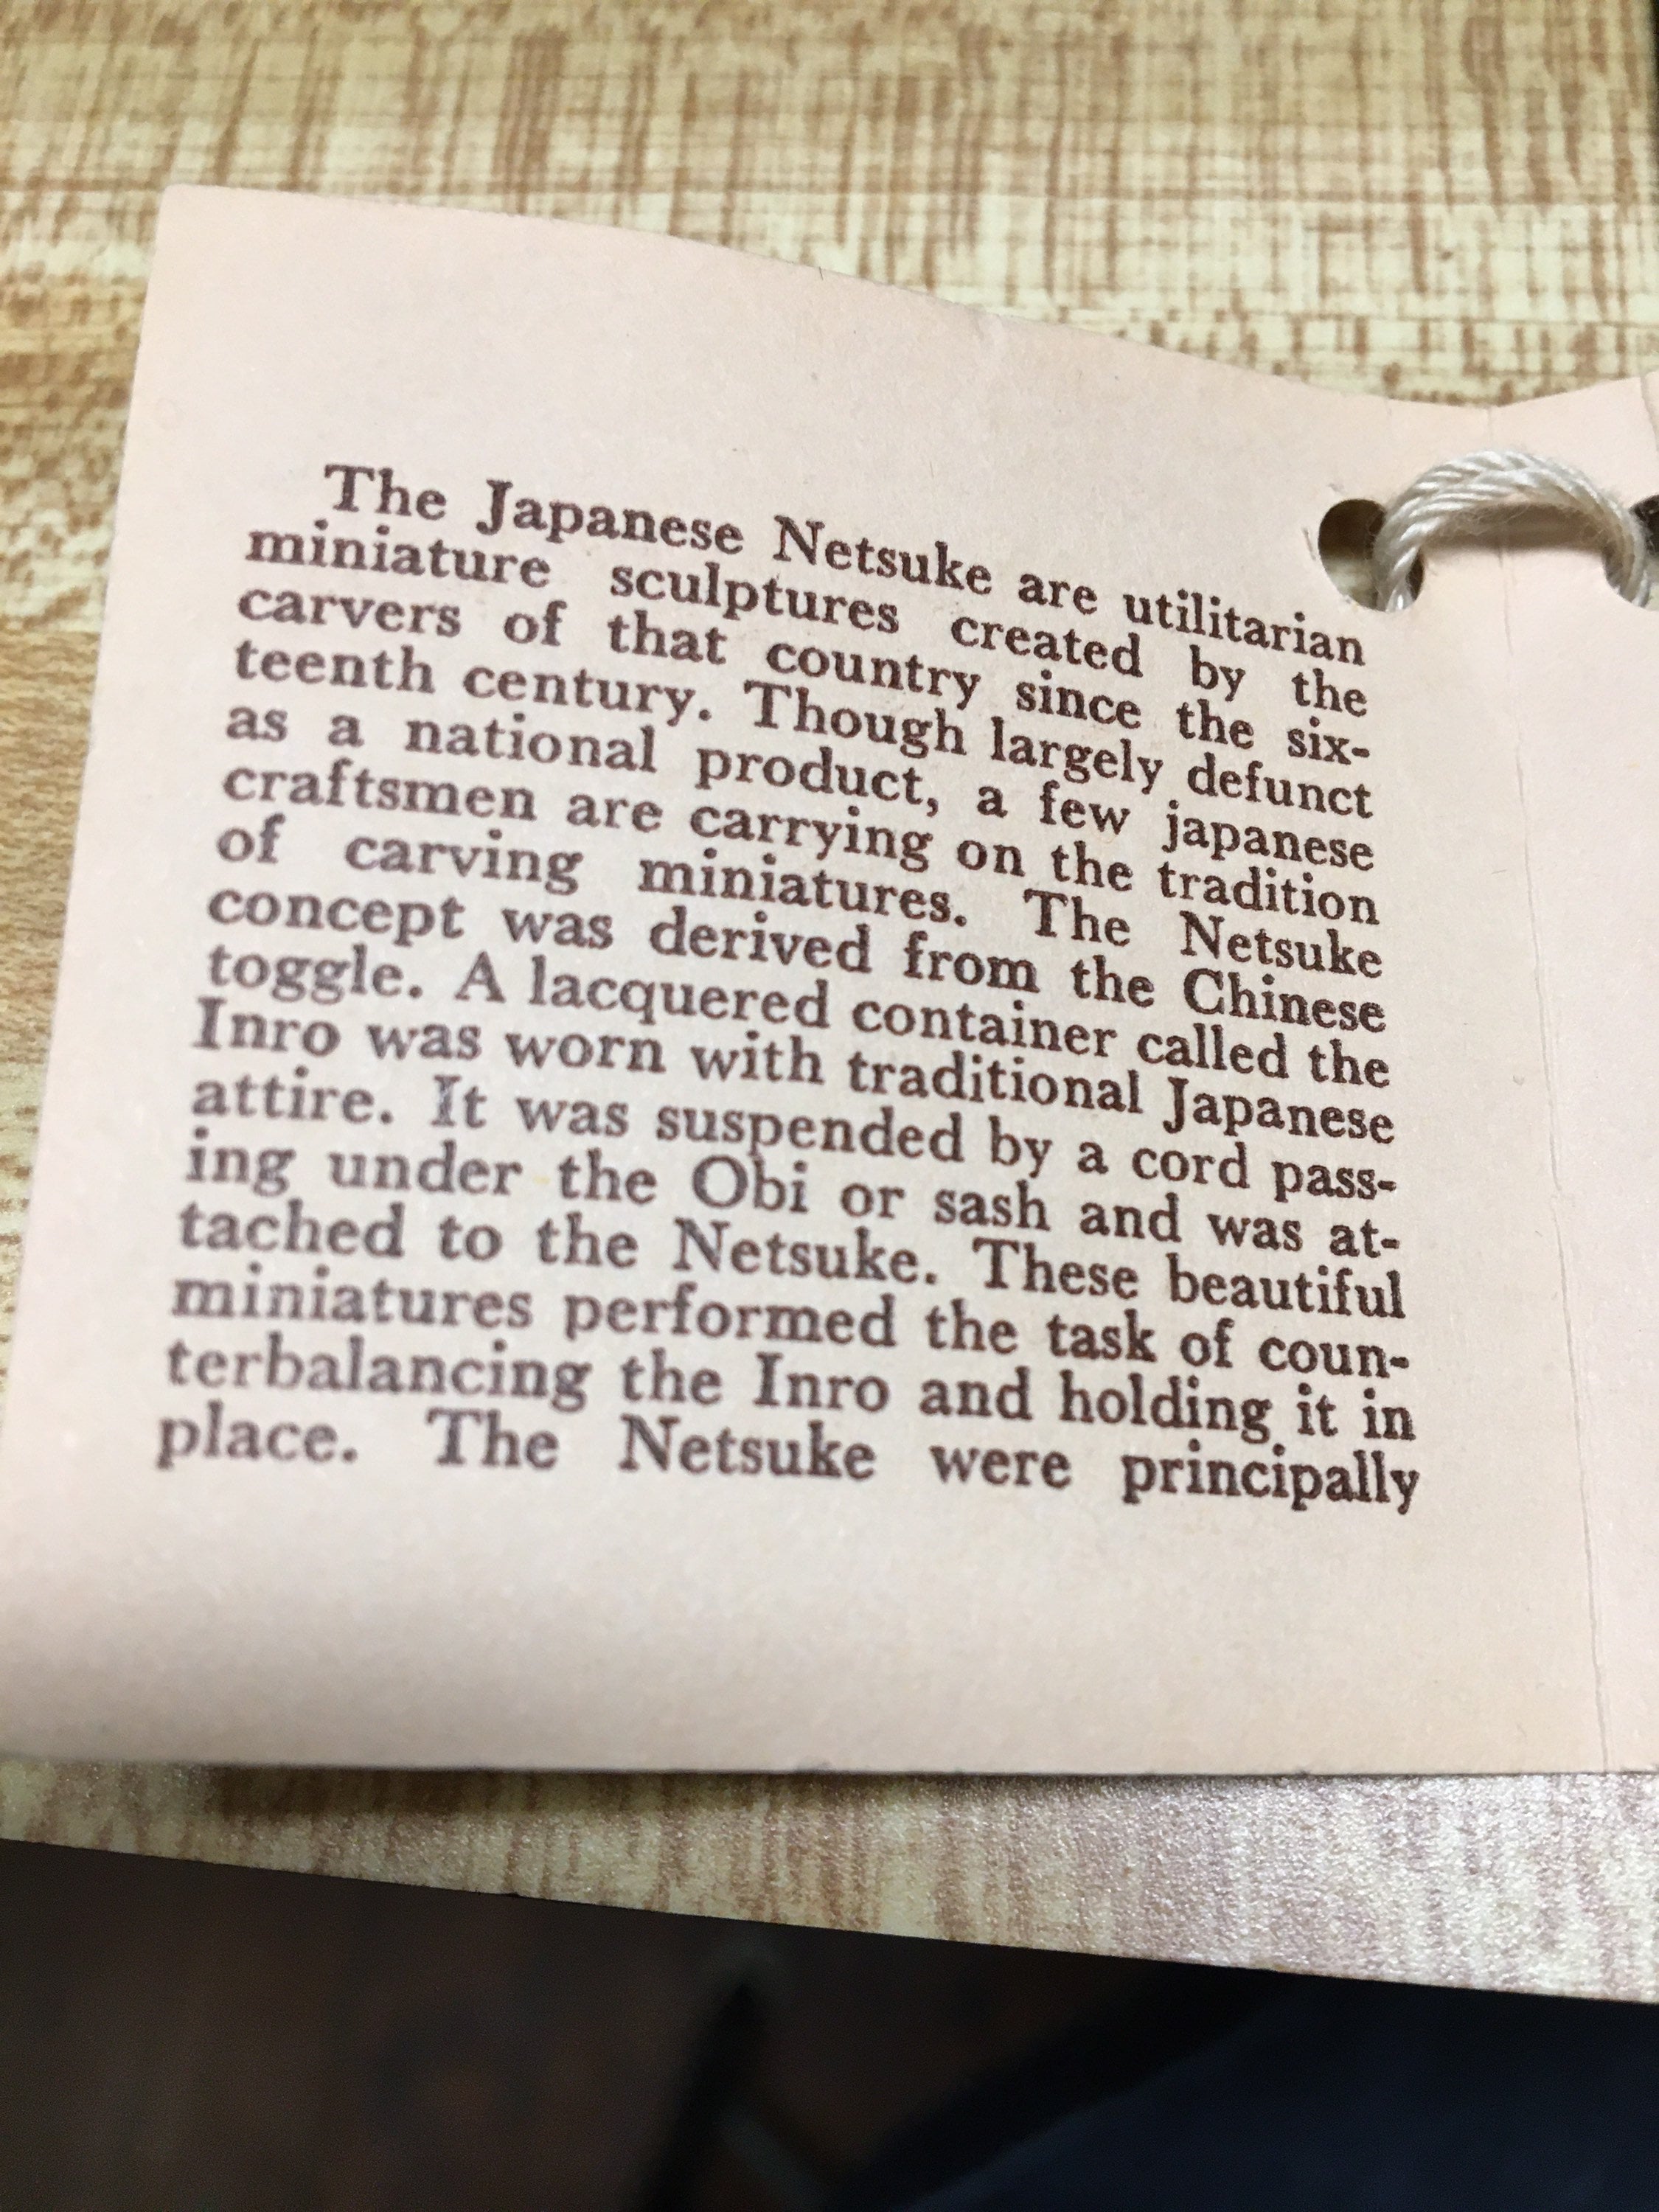 The Japanese Netsuke are utilitarian
miniature sculptures created by the
carvers of that country since the six-
teenth century. Though largely defunct
as a national product, a few japanese
craftsmen are carrying on the tradition
of carving miniatures. The Netsuke
concept was derived from the Chinese
toggle. A lacquered container called the
Inro was worn with traditional Japanese
attire. It was suspended by a cord pass-
ing under the Obi or sash and was at-
tached to the Netsuke. These beautiful
miniatures performed the task of coun-
terbalancing the Inro and holding it in
place. The Netsuke were principally